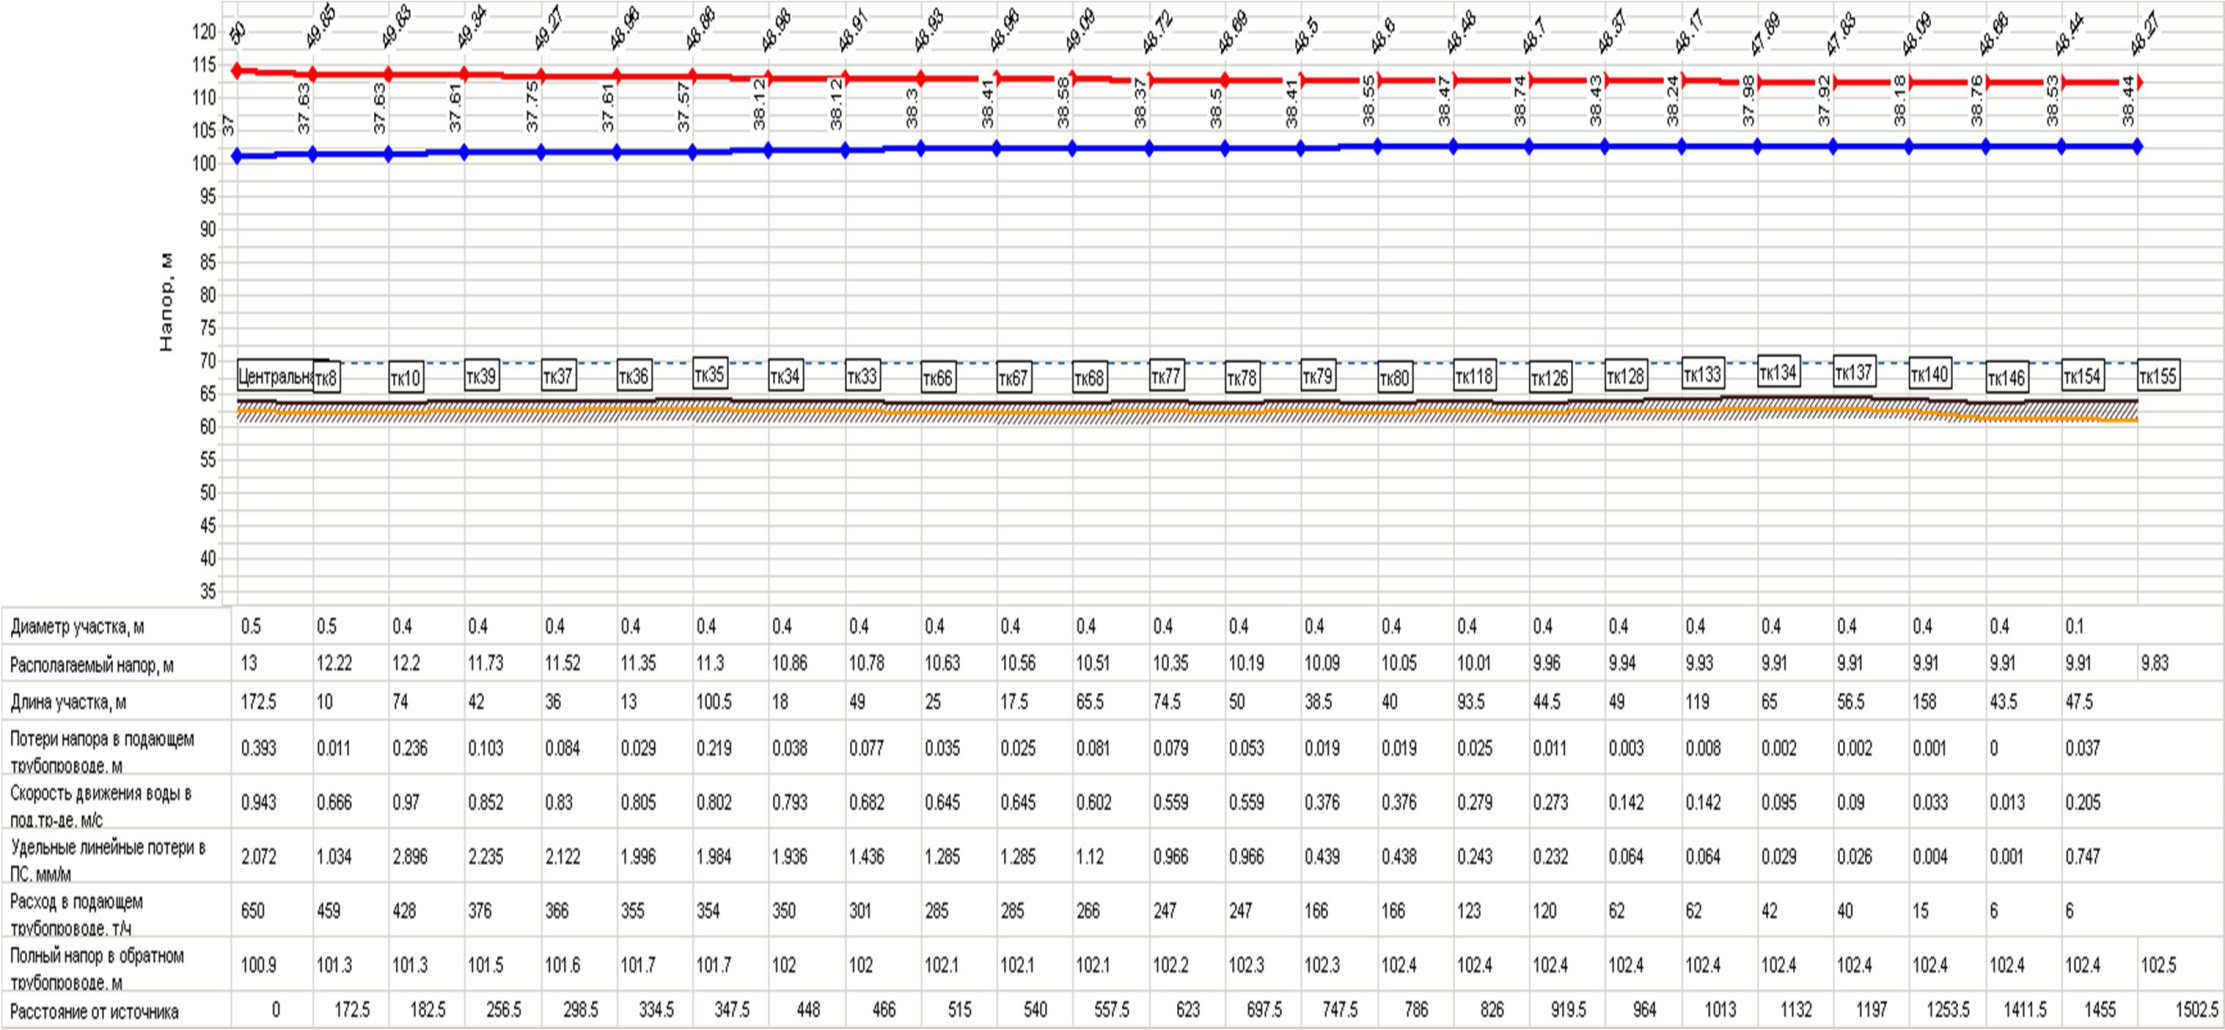 50 49.85 49.83 49.34 49.27 48.96 48.86 48.98 48.91 48.93 48.96 49.09 48.72 48.69 48.5 48.6 48.48 48.7 48.37 48.17 47.89 47.83 48.09 48.66 48.44 48.27
37 37.63 37.63 37.61 37.75 37.61 37.57 38.12 38.12 38.3 38.41 38.58 38.37 38.5 38.41 38.55 38.47 38.74 38.43 38.24 37.98 37.92 38.18 38.76 38.53 38.44
Напор, м
120
115
110
105
100
95
90
85
80
75
70
65
60
55
50
45
40
35
Центральна тк8 тк10 тк39 тк37 тк36 тк35 тк34 тк33 тк66 тк67 тк68 тк77 тк78 тк79 тк80 тк118 тк126 тк128 тк133 тк134 тк137 тк140 тк146 тк154 тк155
Диаметр участка, м 0.5 0.5 0.4 0.4 0.4 0.4 0.4 0.4 0.4 0.4 0.4 0.4 0.4 0.4 0.4 0.4 0.4 0.4 0.4 0.4 0.4 0.4 0.4 0.4 0.1
Располагаемый напор, м 13 12.22 12.2 11.73 11.52 11.35 11.3 10.86 10.78 10.63 10.56 10.51 10.35 10.19 10.09 10.05 10.01 9.96 9.94 9.93 9.91 9.91 9.91 9.91 9.91 9.83
Длина участка, м 172.5 10 74 42 36 13 100.5 18 49 25 17.5 65.5 74.5 50 38.5 40 93.5 44.5 49 119 65 56.5 158 43.5 47.5
Потери напора в подающем
трубопроводе, м 0.393 0.011 0.236 0.103 0.084 0.029 0.219 0.038 0.077 0.035 0.025 0.081 0.079 0.053 0.019 0.019 0.025 0.011 0.003 0.008 0.002 0.002 0.001 0 0.037
Скорость движения воды в
под.тр-де, м/с 0.943 0.666 0.97 0.852 0.83 0.805 0.802 0.793 0.682 0.645 0.645 0.602 0.559 0.559 0.376 0.376 0.279 0.273 0.142 0.142 0.095 0.09 0.033 0.013 0.205
Удельные линейные потери в
ПС, мм/м 2.072 1.034 2.896 2.235 2.122 1.996 1.984 1.936 1.436 1.285 1.285 1.12 0.966 0.966 0.439 0.438 0.243 0.232 0.064 0.064 0.029 0.026 0.004 0.001 0.747
Расход в подающем
трубопроводе, т/ч 650 459 428 376 366 355 354 350 301 285 285 266 247 247 166 166 123 120 62 62 42 40 15 6 6
Полный напор в обратном
трубопроводе, м 100.9 101.3 101.3 101.5 101.6 101.7 101.7 102 102 102.1 102.1 102.1 102.2 102.3 102.3 102.4 102.4 102.4 102.4 102.4 102.4 102.4 102.4 102.4 102.4 102.5
Расстояние от источника 0 172.5 182.5 256.5 298.5 334.5 347.5 448 466 515 540 557.5 623 697.5 747.5 786 826 919.5 964 1013 1132 1197 1253.5 1411.5 1455 1502.5